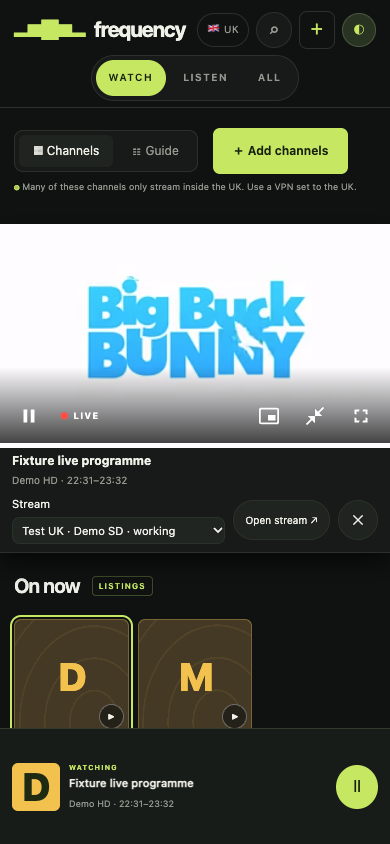 frequency
UK
WATCH LISTEN ALL
Channels Guide
+ Add channels
Many of these channels only stream inside the UK. Use a VPN set to the UK.
Big Buck
BUNNY
LIVE
Fixture live programme
Demo HD · 22:31–23:32
Stream
Test UK · Demo SD · working
Open stream ↗
On now
LISTINGS
D M
WATCHING
D
Fixture live programme
Demo HD · 22:31–23:32